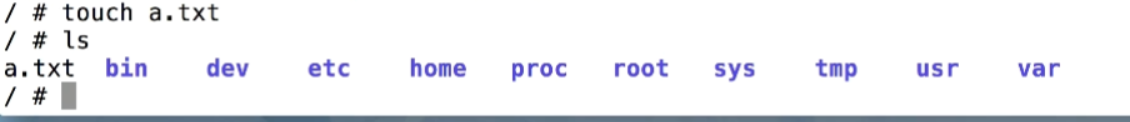 / # touch a.txt
/ # ls
a.txt bin dev etc home proc root sys tmp usr var
/ #